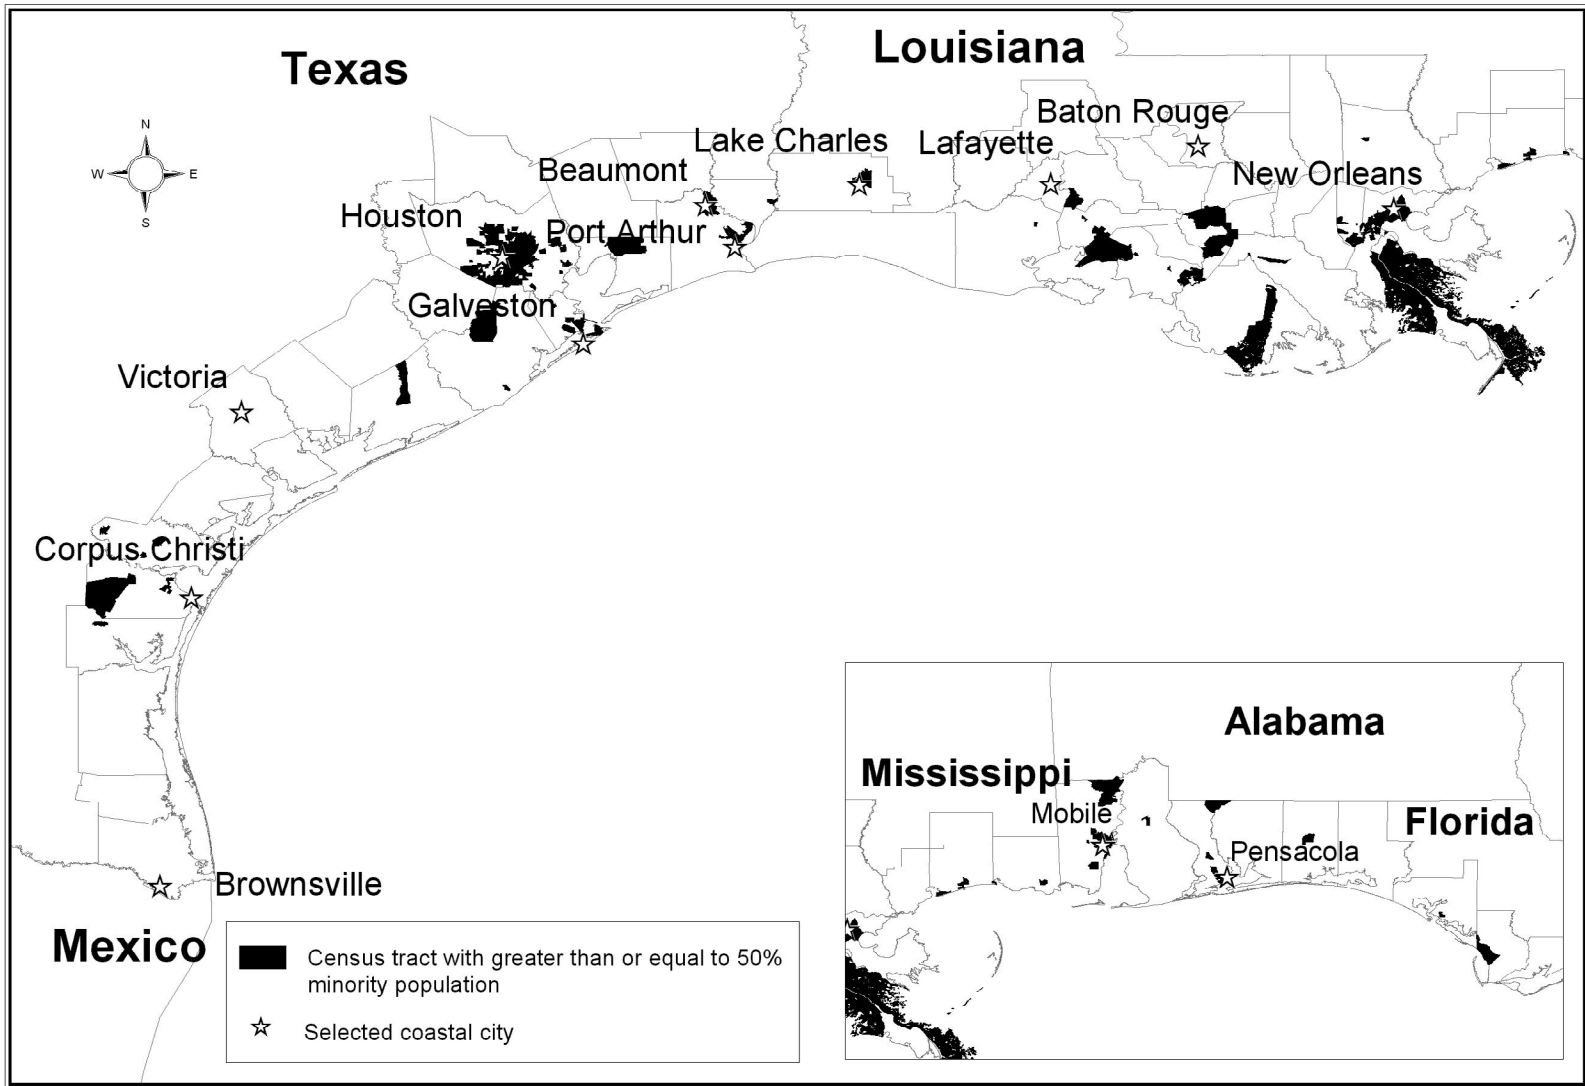 Texas
Louisiana
N
W E
S
Baton Rouge
Lake Charles
Lafayette
Beaumont
New Orleans
Houston
Port Arthur
Galveston
Victoria
Corpus Christi
Brownsville
Mexico
Census tract with greater than or equal to 50%
minority population
Selected coastal city
Alabama
Mississippi
Mobile
Florida
Pensacola